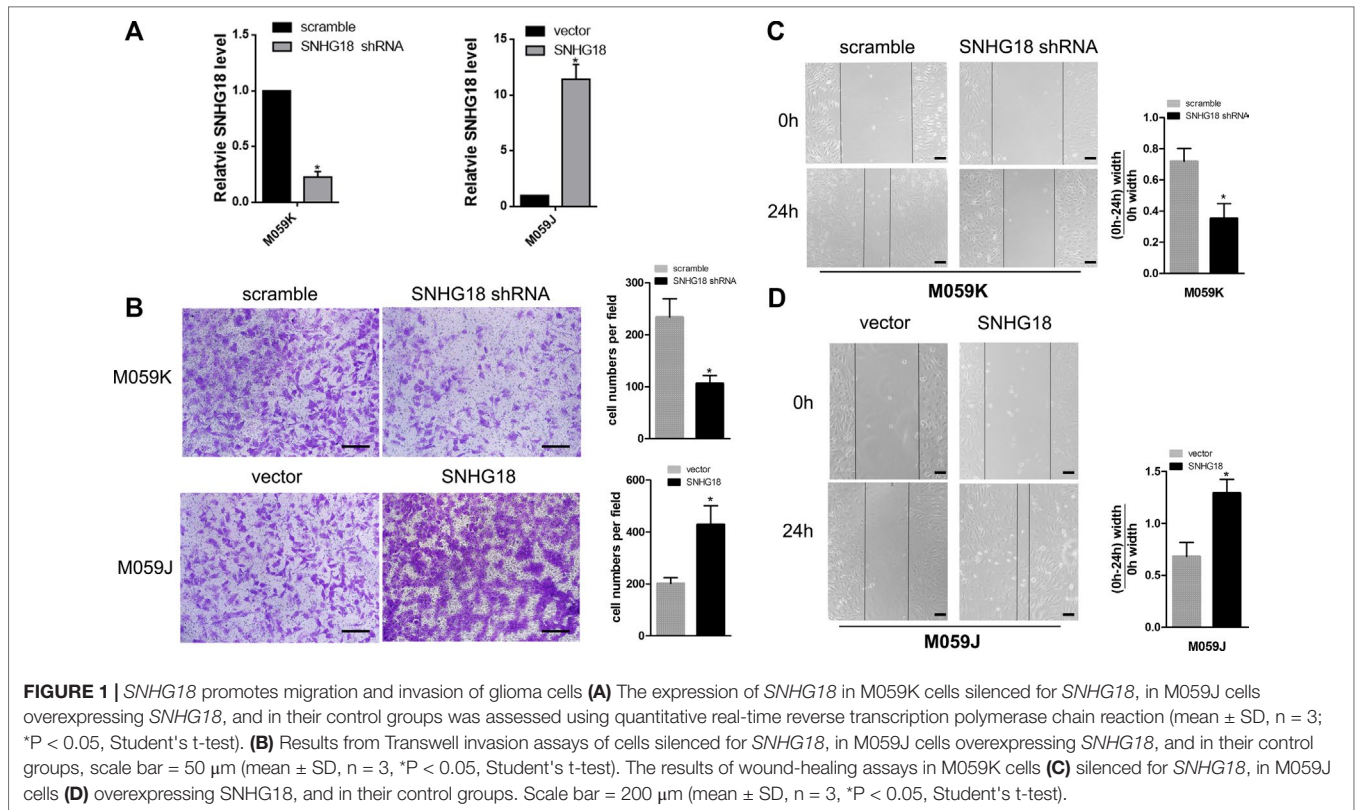 A
scramble
SNHG18 shRNA
Relatvie SNHG18 level
1.5
1.0
0.5
0.0
*
M059K
vector
SNHG18
Relatvie SNHG18 level
15
10
5
0
*
M059J
B
scramble
SNHG18 shRNA
M059K
scramble
SNHG18 shRNA
cell numbers per field
300
200
100
0
*
vector
SNHG18
M059J
vector
SNHG18
cell numbers per field
600
400
200
0
*
C
scramble
SNHG18 shRNA
0h
24h
M059K
scramble
SNHG18 shRNA
(0h-24h) width
0h width
1.0
0.8
0.6
0.4
0.2
0.0
*
M059K
D
vector
SNHG18
0h
24h
M059J
vector
SNHG18
(0h-24h) width
0h width
1.5
1.0
0.5
0.0
*
M059J
FIGURE 1 | SNHG18 promotes migration and invasion of glioma cells (A) The expression of SNHG18 in M059K cells silenced for SNHG18, in M059J cells
overexpressing SNHG18, and in their control groups was assessed using quantitative real-time reverse transcription polymerase chain reaction (mean ± SD, n = 3;
*P < 0.05, Student's t-test). (B) Results from Transwell invasion assays of cells silenced for SNHG18, in M059J cells overexpressing SNHG18, and in their control
groups, scale bar = 50 μm (mean ± SD, n = 3, *P < 0.05, Student's t-test). The results of wound-healing assays in M059K cells (C) silenced for SNHG18, in M059J
cells (D) overexpressing SNHG18, and in their control groups. Scale bar = 200 μm (mean ± SD, n = 3, *P < 0.05, Student's t-test).